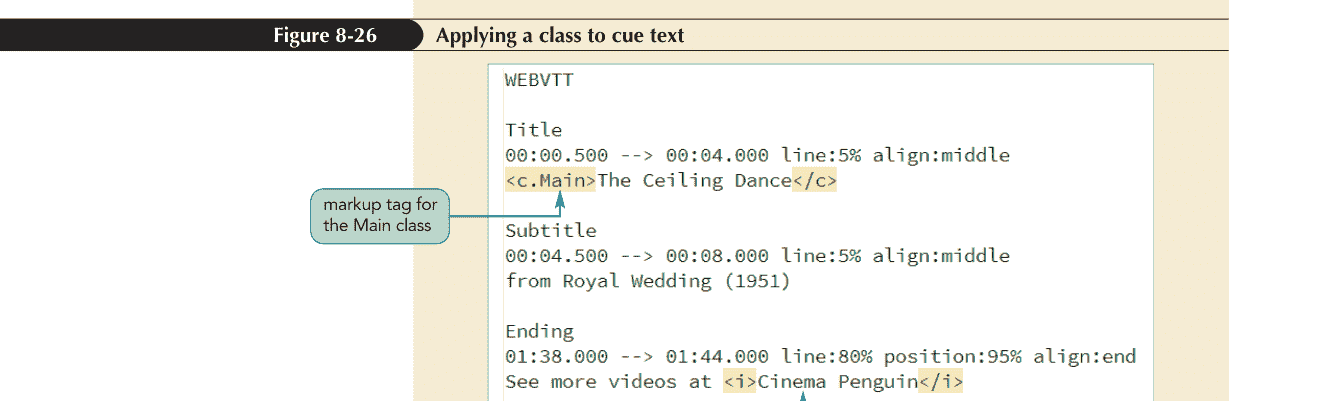 Figure 8-26 Applying a class to cue text
WEBVTT
Title
00:00.500 --> 00:04.000 line:5% align:middle
<c.Main>The Ceiling Dance</c>
markup tag for
the Main class
Subtitle
00:04.500 --> 00:08.000 line:5% align:middle
from Royal Wedding (1951)
Ending
01:38.000 --> 01:44.000 line:80% position:95% align:end
See more videos at <i>Cinema Penguin</i>